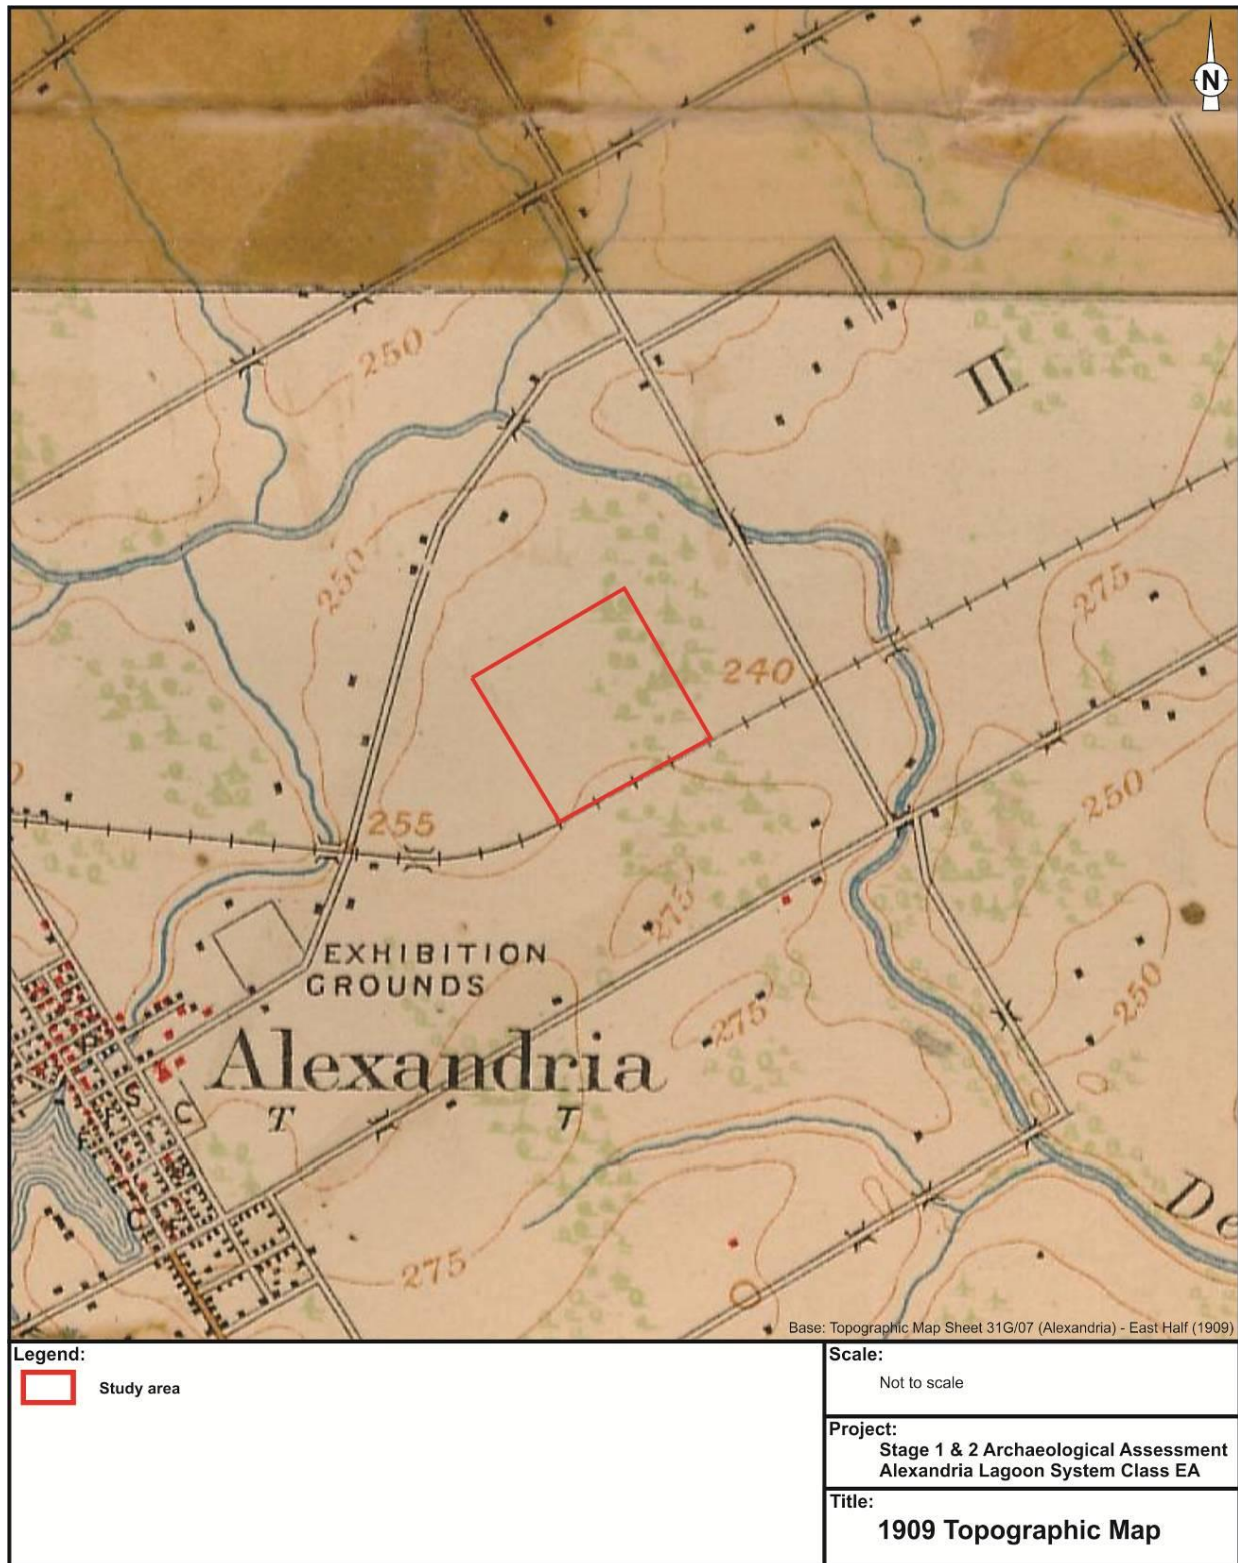 N
250
II
250
275
240
255
250
275
EXHIBITION
GROUNDS
250
275
Alexandria
S
C
T
T
C
De
275
Base: Topographic Map Sheet 31G/07 (Alexandria) - East Half (1909)
Legend:
Study area
Scale:
Not to scale
Project:
Stage 1 & 2 Archaeological Assessment
Alexandria Lagoon System Class EA
Title:
1909 Topographic Map